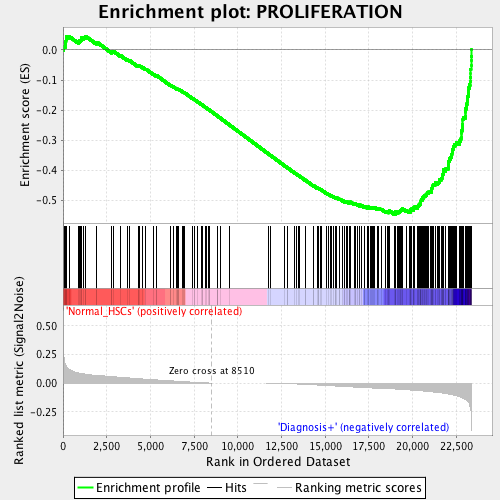 Enrichment plot: PROLIFERATION
Enrichment score (ES)
0.0
-0.1
-0.2
-0.3
-0.4
-0.5
Ranked list metric (Signal2Noise)
0.50
0.25
0.00
-0.25
'Normal_HSCs' (positively correlated)
Zero cross at 8510
'Diagnosis+' (negatively correlated)
0 2,500 5,000 7,500 10,000 12,500 15,000 17,500 20,000 22,500
Rank in Ordered Dataset
Enrichment profile Hits Ranking metric scores